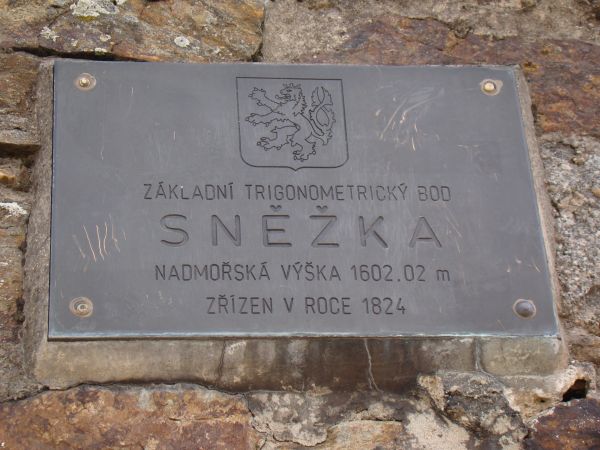 ZÁKLADNÍ TRIGONOMETRICKÝ BOD
SNĚŽKA
NADMOŘSKÁ VÝŠKA 1602.02 m
ZŘÍZEN V ROCE 1824